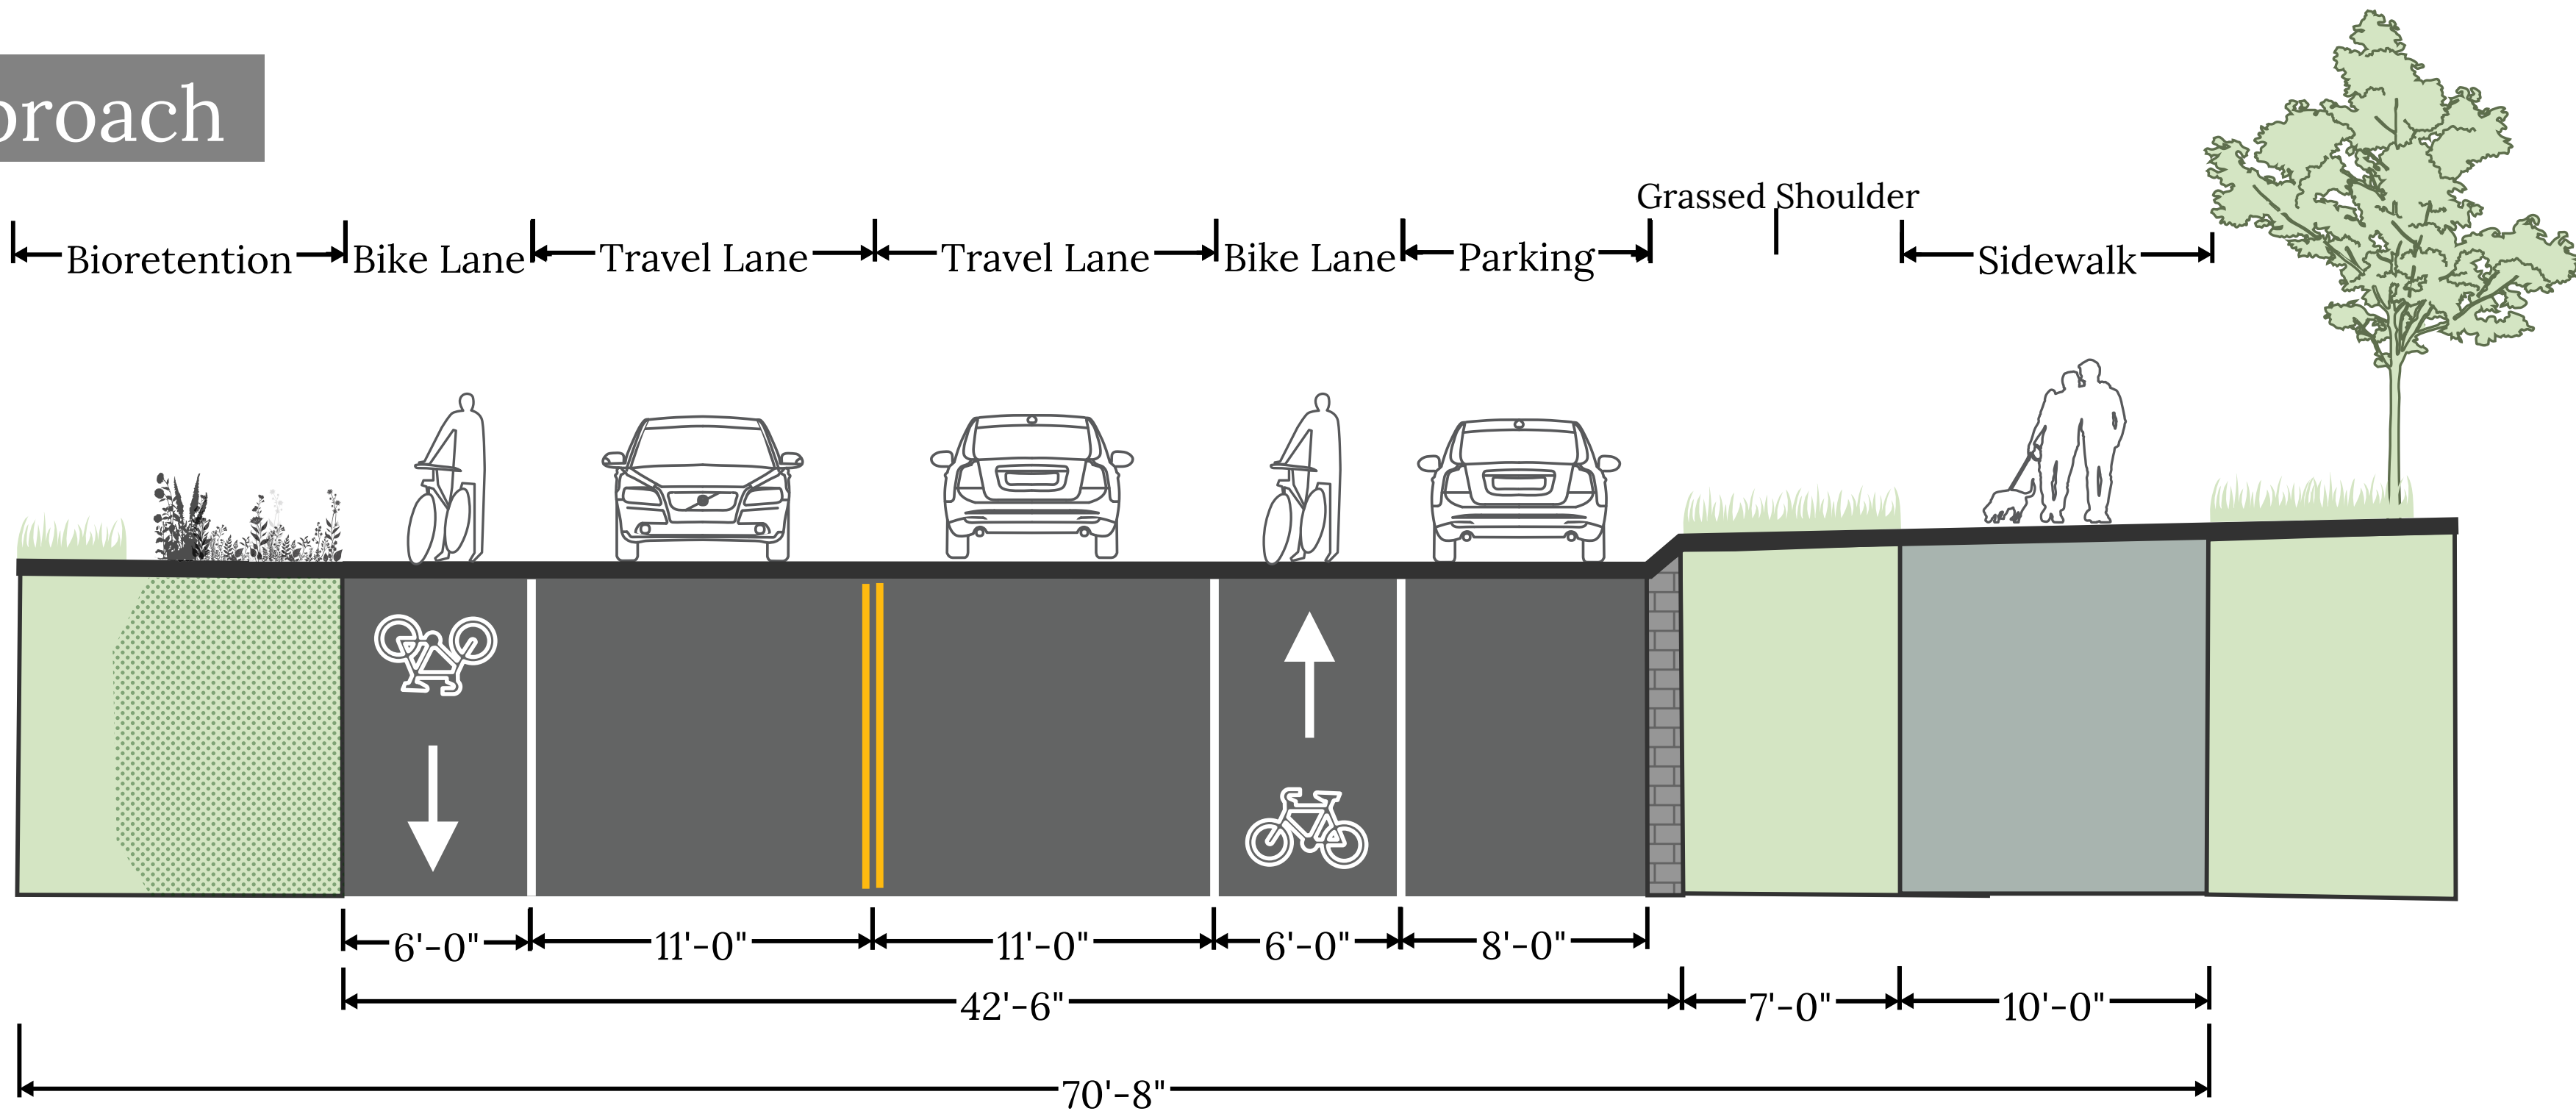 proach
Grassed Shoulder
Bioretention Bike Lane Travel Lane Travel Lane Bike Lane Parking Sidewalk
6'-0" 11'-0" 11'-0" 6'-0" 8'-0"
42'-6" 7'-0" 10'-0"
70'-8"